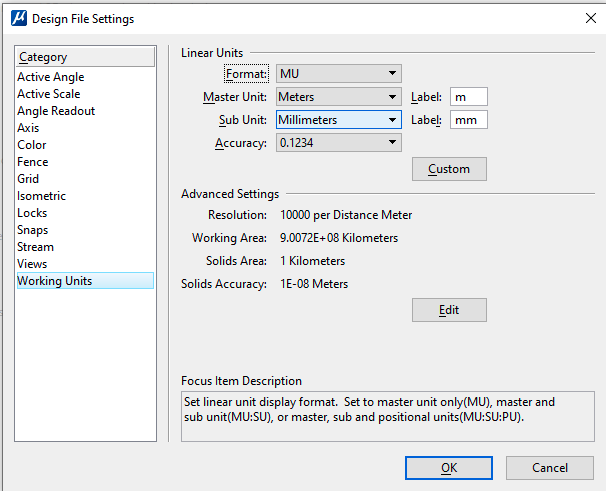 Design File Settings
Category
Active Angle
Active Scale
Angle Readout
Axis
Color
Fence
Grid
Isometric
Locks
Snaps
Stream
Views
Working Units
Linear Units
Format: MU
Master Unit: Meters Label: m
Sub Unit: Millimeters Label: mm
Accuracy: 0.1234
Custom
Advanced Settings
Resolution: 10000 per Distance Meter
Working Area: 9.0072E+08 Kilometers
Solids Area: 1 Kilometers
Solids Accuracy: 1E-08 Meters
Edit
Focus Item Description
Set linear unit display format.  Set to master unit only(MU), master and
sub unit(MU:SU), or master, sub and positional units(MU:SU:PU).
OK Cancel